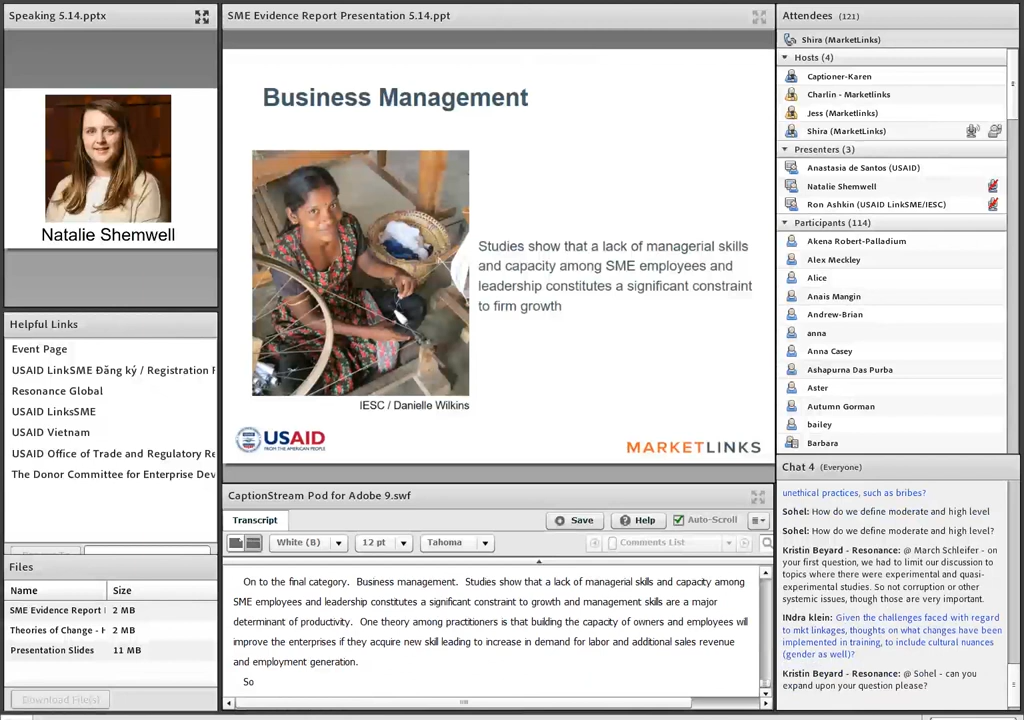 Speaking 5.14.pptx
Natalie Shemwell
Helpful Links
Event Page
USAID LinkSME Đăng ký / Registration F
Resonance Global
USAID LinksSME
USAID Vietnam
USAID Office of Trade and Regulatory Re
The Donor Committee for Enterprise Dev
Files
Name Size
SME Evidence Report 2 MB
Theories of Change - H 2 MB
Presentation Slides 11 MB
Download File(s)
SME Evidence Report Presentation 5.14.ppt
Business Management
Studies show that a lack of managerial skills
and capacity among SME employees and
leadership constitutes a significant constraint
to firm growth
IESC / Danielle Wilkins
USAID
FROM THE AMERICAN PEOPLE
MARKETLINKS
CaptionStream Pod for Adobe 9.swf
Transcript
Save
Help
Auto-Scroll
White (B)
12 pt
Tahoma
Comments List
On to the final category. Business management. Studies show that a lack of managerial skills and capacity among
SME employees and leadership constitutes a significant constraint to growth and management skills are a major
determinant of productivity. One theory among practitioners is that building the capacity of owners and employees will
improve the enterprises if they acquire new skill leading to increase in demand for labor and additional sales revenue
and employment generation.
So
Attendees (121)
Shira (MarketLinks)
Hosts (4)
Captioner-Karen
Charlin - Marketlinks
Jess (Marketlinks)
Shira (MarketLinks)
Presenters (3)
Anastasia de Santos (USAID)
Natalie Shemwell
Ron Ashkin (USAID LinkSME/IESC)
Participants (114)
Akena Robert-Palladium
Alex Meckley
Alice
Anais Mangin
Andrew-Brian
anna
Anna Casey
Ashapurna Das Purba
Aster
Autumn Gorman
bailey
Barbara
Chat 4 (Everyone)
unethical practices, such as bribes?
Sohel: How do we define moderate and high level
Sohel: How do we define moderate and high level?
Kristin Beyard - Resonance: @ March Schleifer - on
your first question, we had to limit our discussion to
topics where there were experimental and quasi-
experimental studies. So not corruption or other
systemic issues, though those are very important.
INdra klein: Given the challenges faced with regard
to mkt linkages, thoughts on what changes have been
implemented in training, to include cultural nuances
(gender as well)?
Kristin Beyard - Resonance: @ Sohel - can you
expand upon your question please?